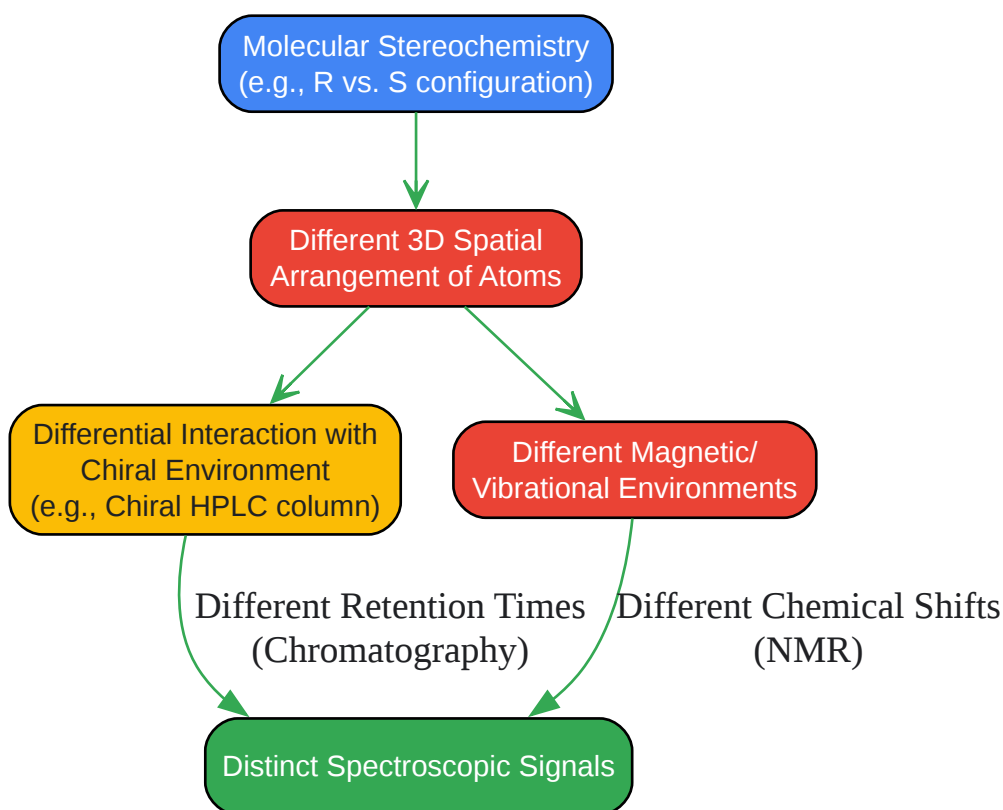 Molecular Stereochemistry
(e.g., R vs. S configuration)
Different 3D Spatial
Arrangement of Atoms
Differential Interaction with
Chiral Environment
(e.g., Chiral HPLC column)
Different Magnetic/
Vibrational Environments
Different Retention Times
(Chromatography)
Different Chemical Shifts
(NMR)
Distinct Spectroscopic Signals